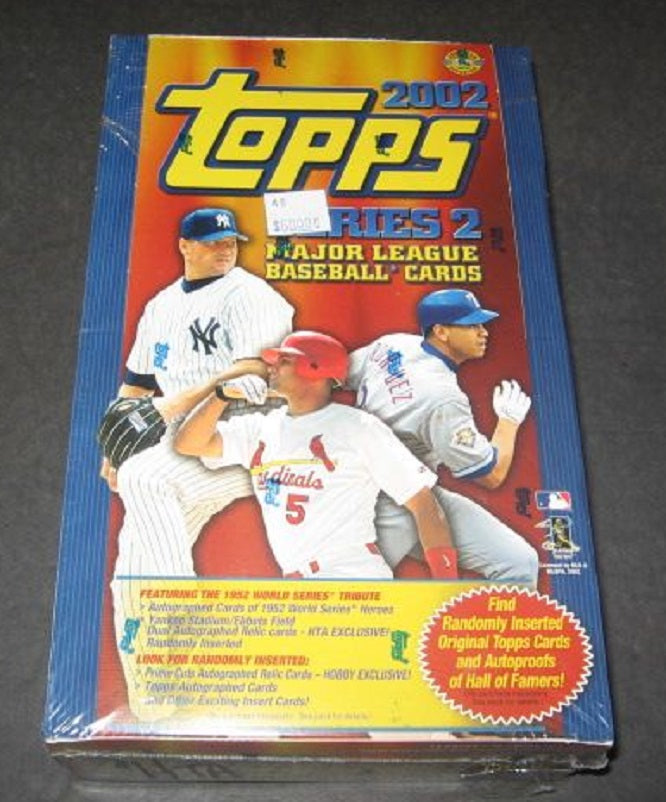 2002
topps
SERIES 2
MAJOR LEAGUE
BASEBALL CARDS
48
NY
Cardinals
5
FEATURING THE 1952 WORLD SERIES TRIBUTE
Autographed Cards of 1952 World Series Heroes
Yankee Stadium/Ebbets Field
Dual Autographed Relic cards - HTA EXCLUSIVE!
Randomly Inserted
LOOK FOR RANDOMLY INSERTED:
Prime Cuts Autographed Relic Cards - HOBBY EXCLUSIVE!
Topps Autographed Cards
and Other Exciting Insert Cards!
Find
Randomly Inserted
Original Topps Cards
and Autoproofs
of Hall of Famers!